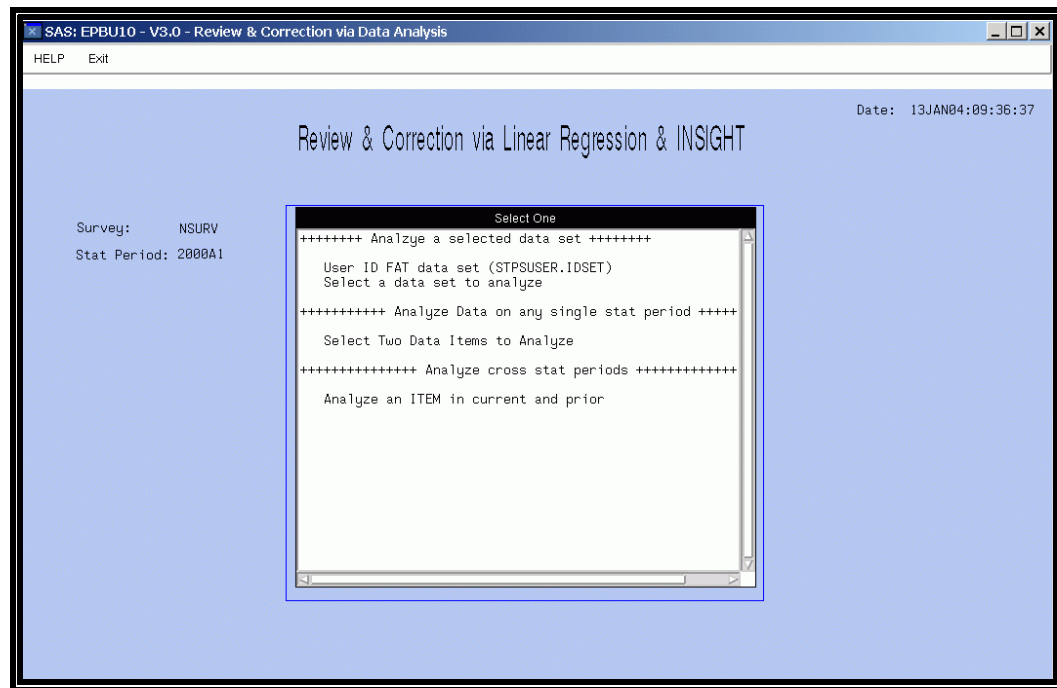 SAS: EPBU10 - V3.0 - Review & Correction via Data Analysis
HELP Exit
Date: 13JAN04:09:36:37
Review & Correction via Linear Regression & INSIGHT
Survey: NSURV
Stat Period: 2000A1
Select One
++++++++ Analzye a selected data set ++++++++
User ID FAT data set (STPSUSER.IDSET)
Select a data set to analyze
+++++++++++ Analyze Data on any single stat period +++++
Select Two Data Items to Analyze
+++++++++++++++ Analyze cross stat periods +++++++++++++
Analyze an ITEM in current and prior